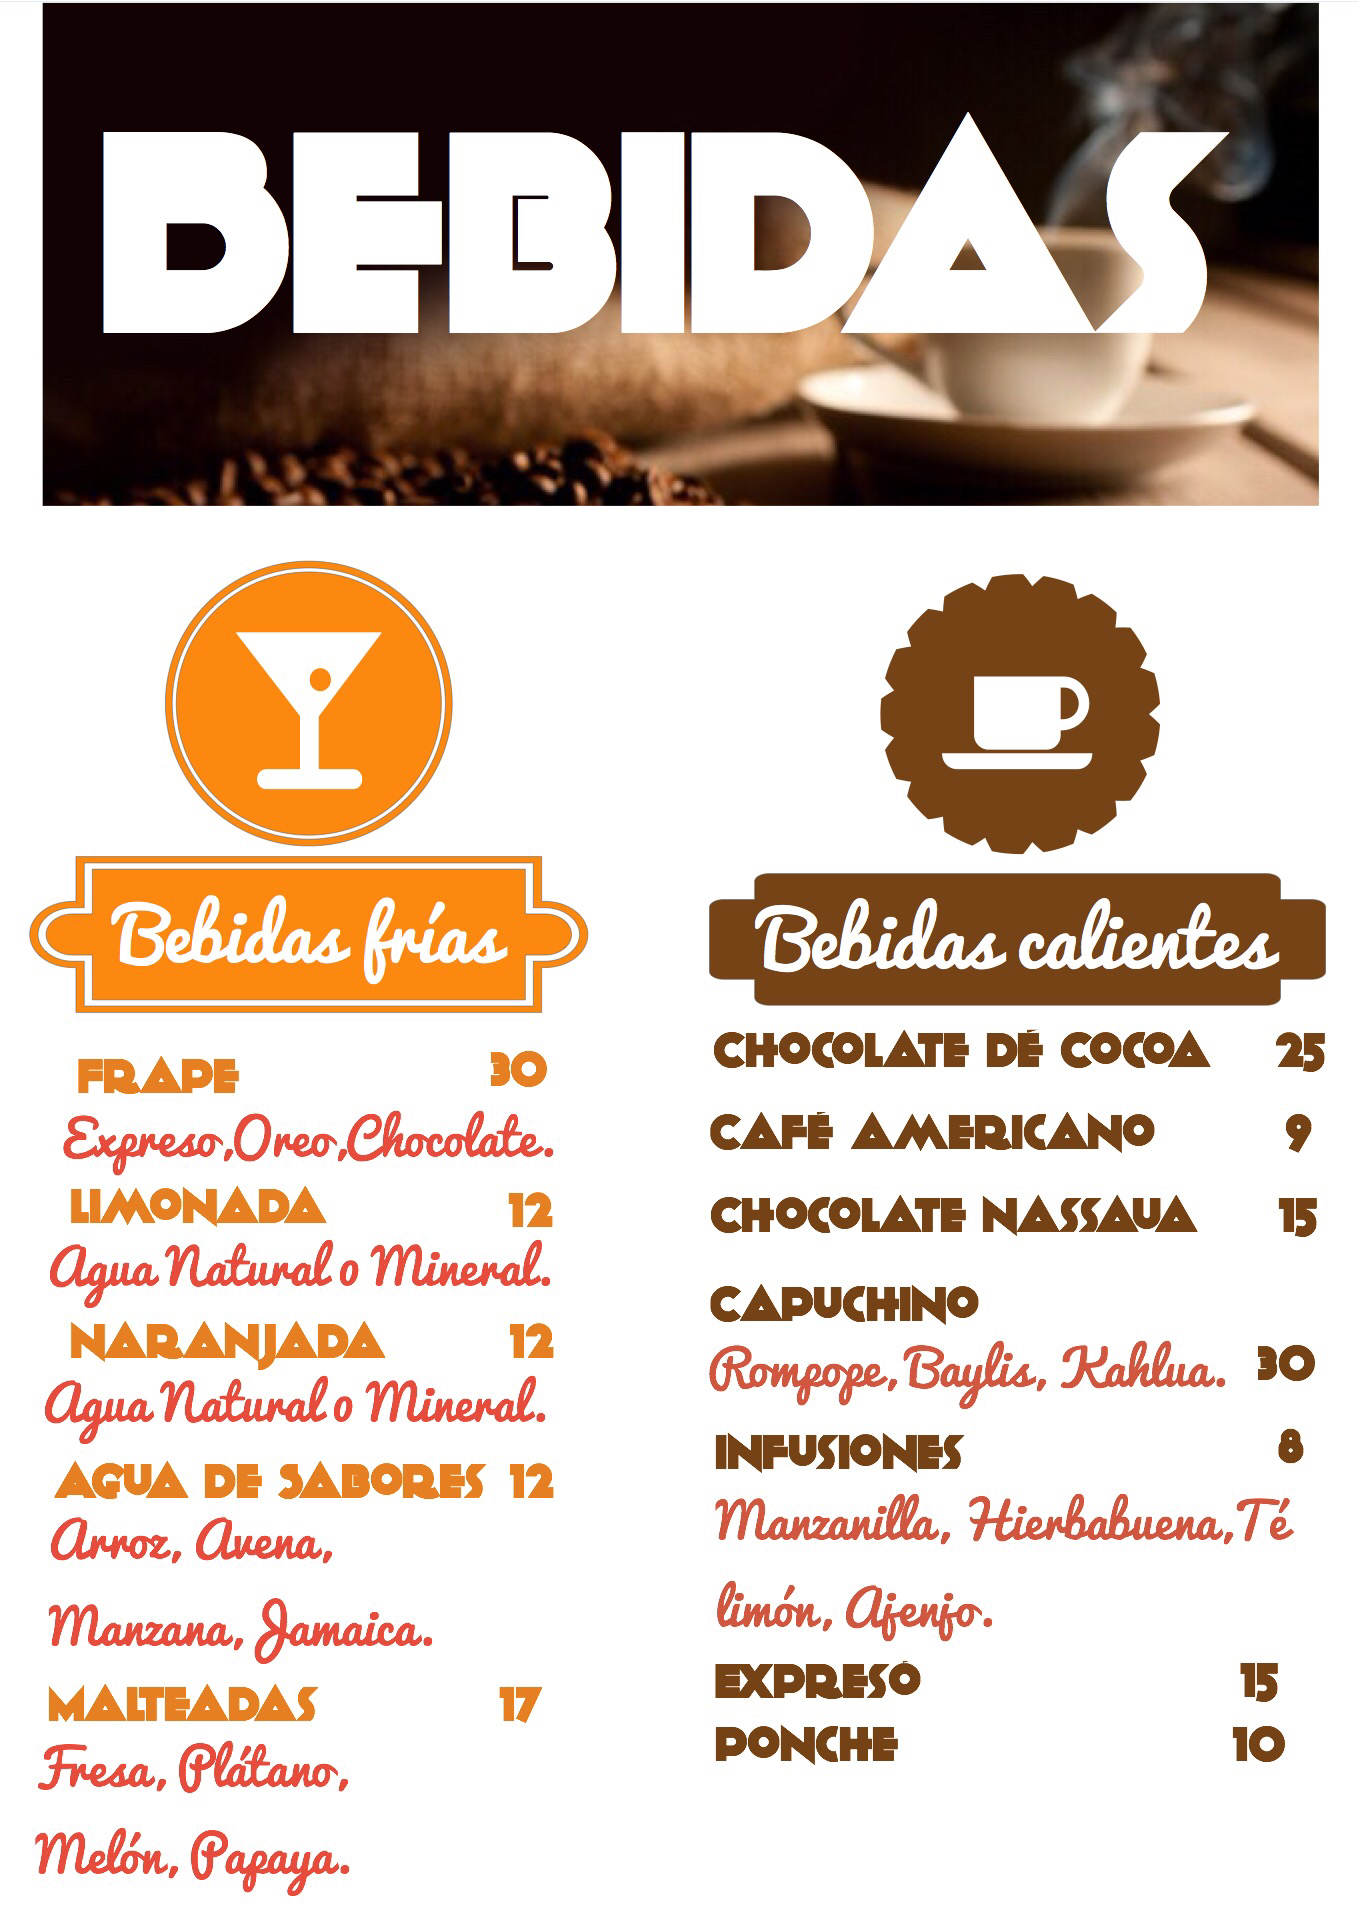 BEBIDAS
Bebidas frías
FRAPE 30
Expreso,Oreo,Chocolate.
LIMONADA 12
Agua Natural o Mineral.
NARANJADA 12
Agua Natural o Mineral.
AGUA DE SABORES 12
Arroz, Avena,
Manzana, Jamaica.
MALTEADAS 17
Fresa, Plátano,
Melón, Papaya.
Bebidas calientes
CHOCOLATE DÉ COCOA 25
CAFÉ AMERICANO 9
CHOCOLATE NASSAUA 15
CAPUCHINO
Rompope, Baylis, Kahlua. 30
INFUSIONES 8
Manzanilla, Hierbabuena,Té
limón, Ajenjo.
EXPRESÓ 15
PONCHE 10